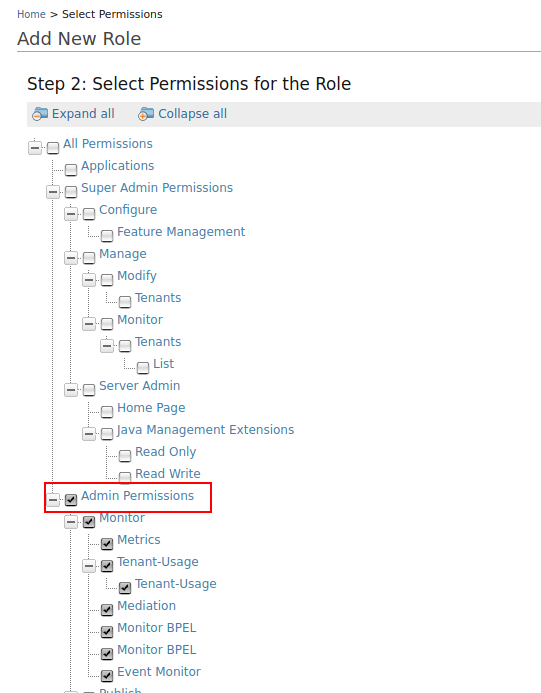 Home > Select Permissions
Add New Role
Step 2: Select Permissions for the Role
Expand all Collapse all
All Permissions
Applications
Super Admin Permissions
Configure
Feature Management
Manage
Modify
Tenants
Monitor
Tenants
List
Server Admin
Home Page
Java Management Extensions
Read Only
Read Write
Admin Permissions
Monitor
Metrics
Tenant-Usage
Tenant-Usage
Mediation
Monitor BPEL
Monitor BPEL
Event Monitor
Publish